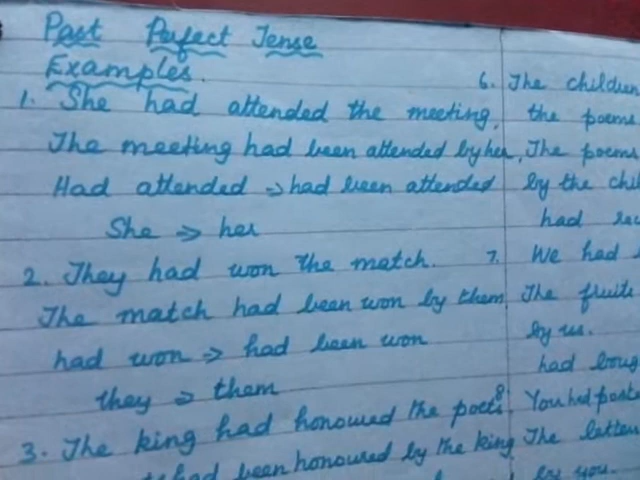 Past Perfect Tense
Examples.
1. She had attended the meeting.
The meeting had been attended by her.
Had attended => had been attended
She => her
2. They had won the match.
The match had been won by them
had won => had been won
they => them
3. The king had honoured the poet.
had been honoured by the king
6. The children
the poems
The poems
by the
had
7. We had
The fruits
by us.
had
8. You had
The letter
by you.